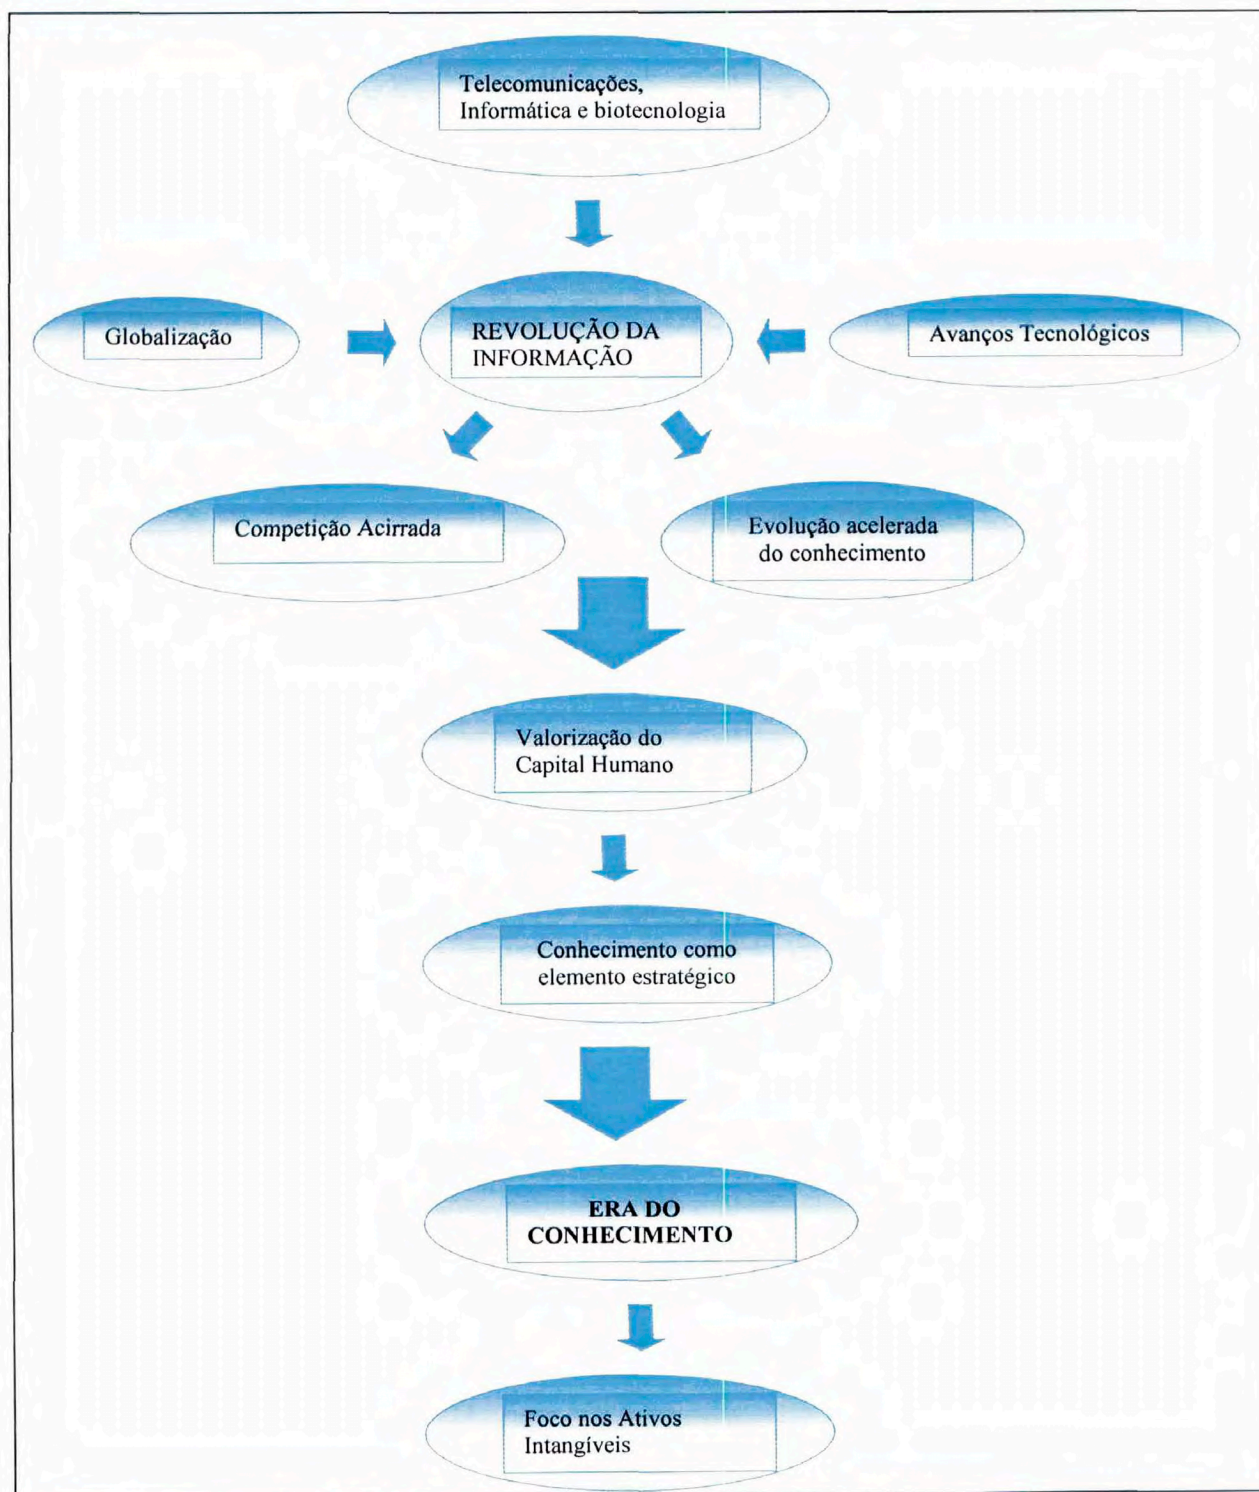 Telecomunicações,
Informática e biotecnologia
Globalização
REVOLUÇÃO DA
INFORMAÇÃO
Avanços Tecnológicos
Competição Acirrada
Evolução acelerada
do conhecimento
Valorização do
Capital Humano
Conhecimento como
elemento estratégico
ERA DO
CONHECIMENTO
Foco nos Ativos
Intangíveis